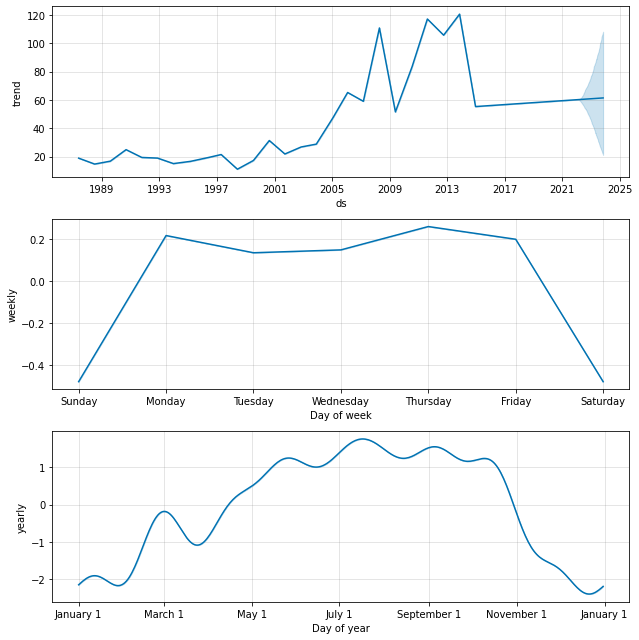 120
100
80
60
40
20
trend
1989 1993 1997 2001 2005 2009 2013 2017 2021 2025
ds
0.2
0.0
−0.2
−0.4
weekly
Sunday Monday Tuesday Wednesday Thursday Friday Saturday
Day of week
1
0
−1
−2
yearly
January 1 March 1 May 1 July 1 September 1 November 1 January 1
Day of year